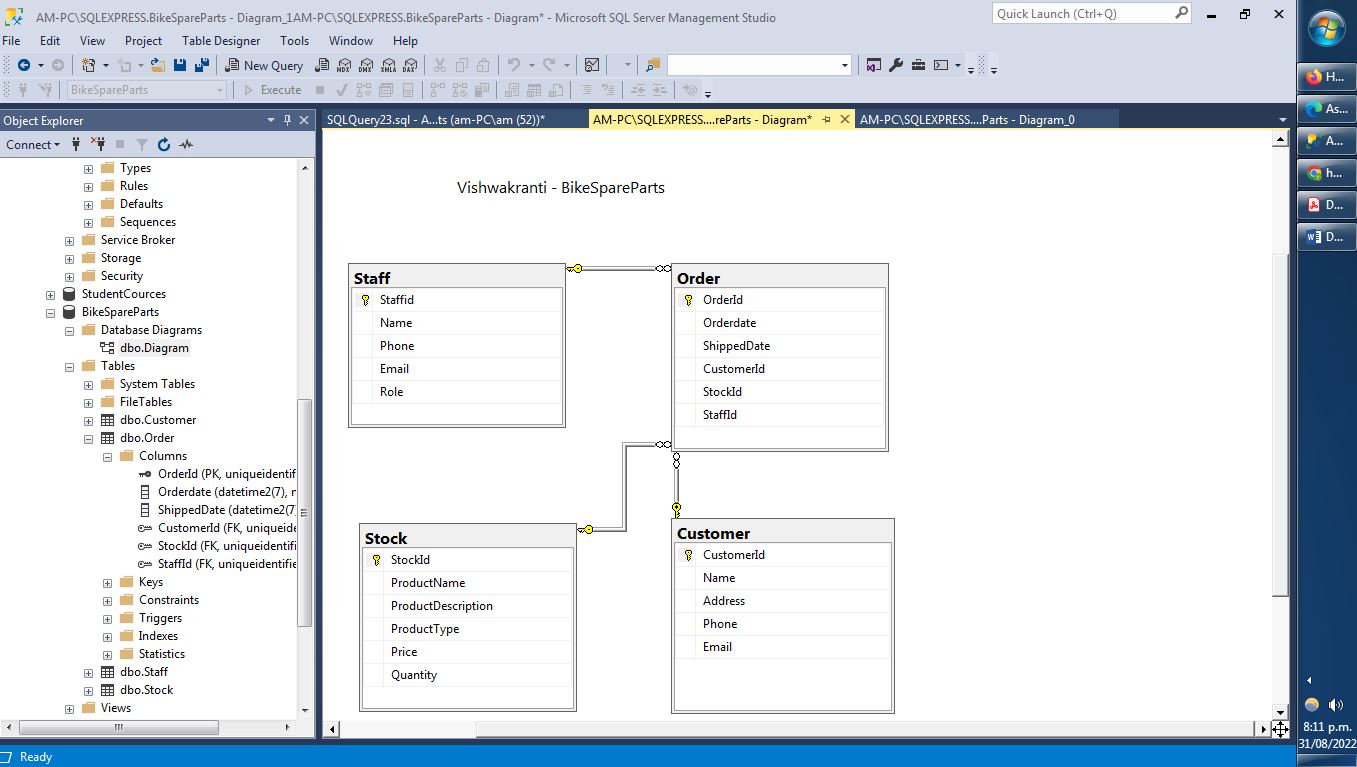 AM-PC\SQLEXPRESS.BikeSpareParts - Diagram_1AM-PC\SQLEXPRESS.BikeSpareParts - Diagram* - Microsoft SQL Server Management Studio
Quick Launch (Ctrl+Q)
File Edit View Project Table Designer Tools Window Help
New Query MDX DMX XMLA DAX
BikeSpareParts Execute
Object Explorer
SQLQuery23.sql - A...ts (am-PC\am (52))*
AM-PC\SQLEXPRESS....reParts - Diagram*
AM-PC\SQLEXPRESS....Parts - Diagram_0
Connect
Types
Rules
Defaults
Sequences
Service Broker
Storage
Security
StudentCources
BikeSpareParts
Database Diagrams
dbo.Diagram
Tables
System Tables
FileTables
dbo.Customer
dbo.Order
Columns
OrderId (PK, uniqueidentif
Orderdate (datetime2(7), n
ShippedDate (datetime2(7
CustomerId (FK, uniqueide
StockId (FK, uniqueidentifi
StaffId (FK, uniqueidentifie
Keys
Constraints
Triggers
Indexes
Statistics
dbo.Staff
dbo.Stock
Views
Vishwakranti - BikeSpareParts
Staff
Staffid
Name
Phone
Email
Role
Order
OrderId
Orderdate
ShippedDate
CustomerId
StockId
StaffId
Stock
StockId
ProductName
ProductDescription
ProductType
Price
Quantity
Customer
CustomerId
Name
Address
Phone
Email
H...
As...
A...
h...
D...
D...
8:11 p.m.
31/08/2022
Ready